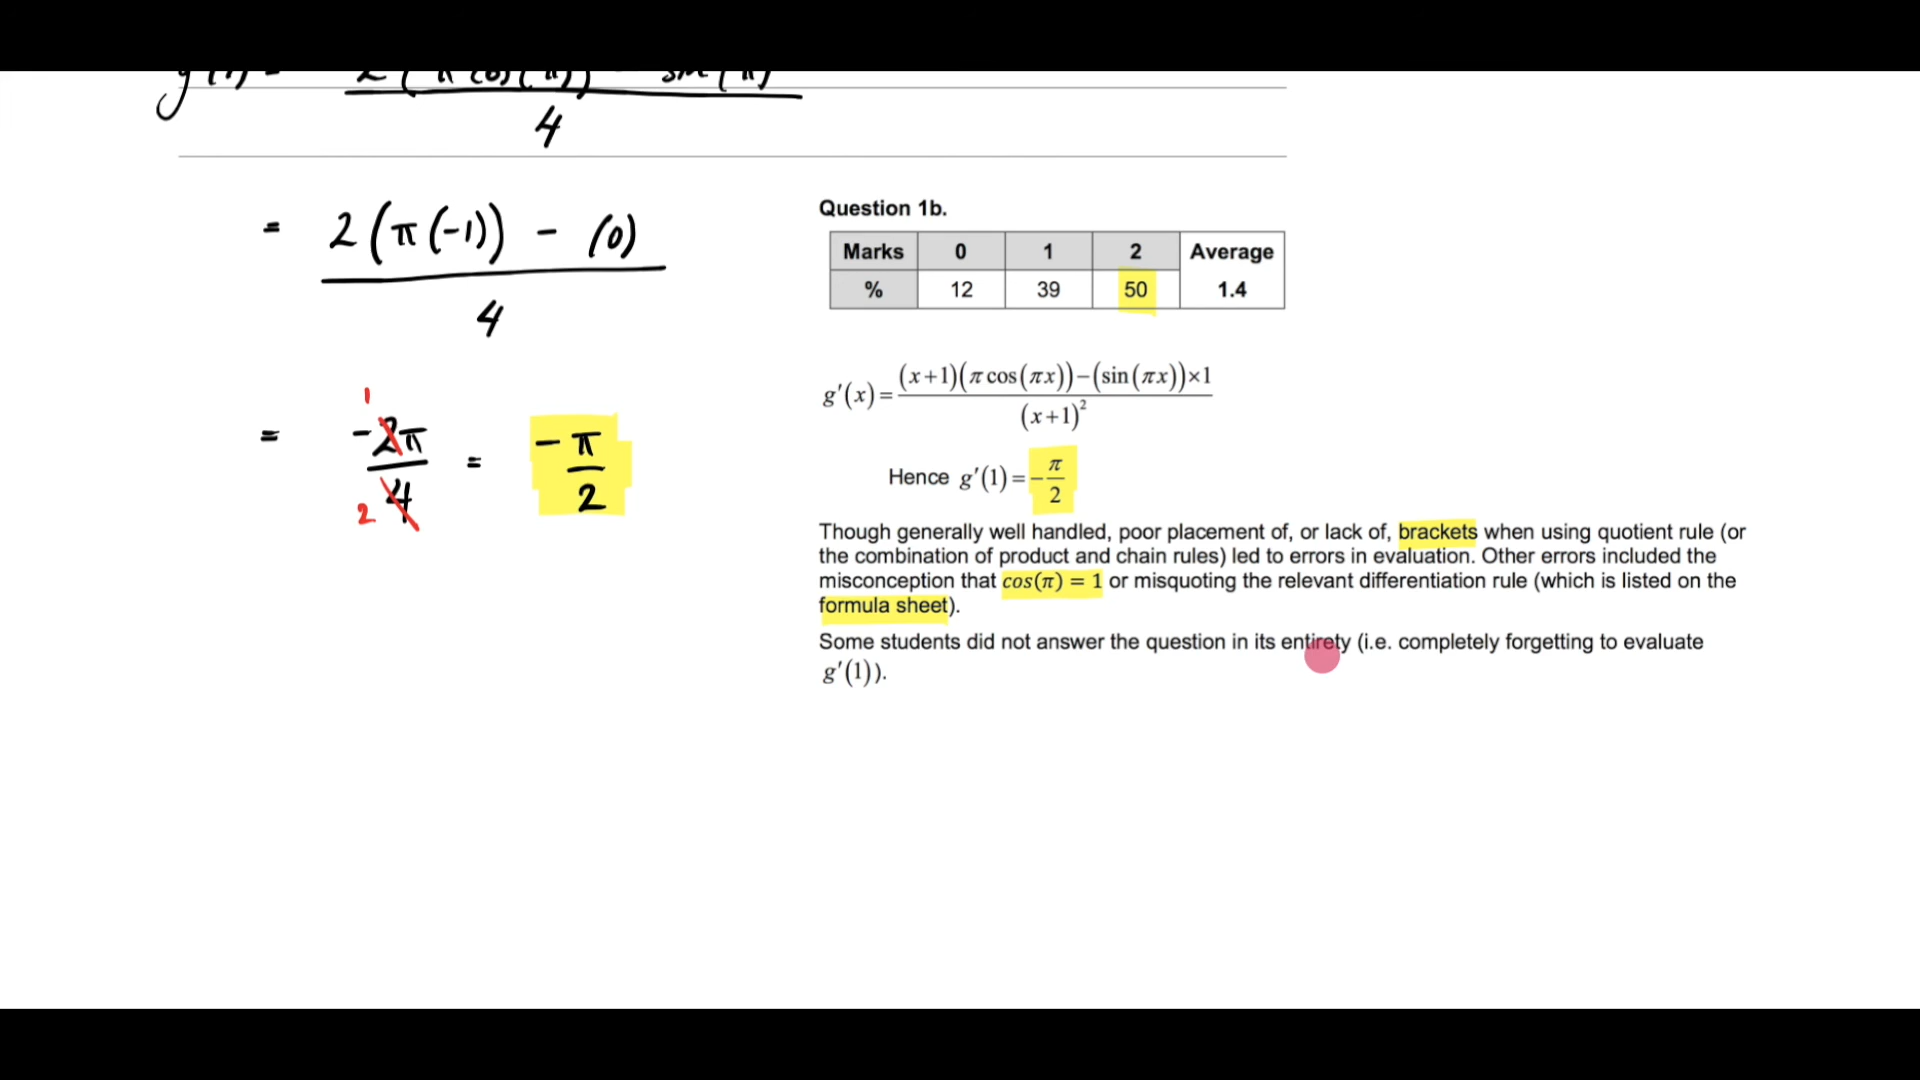 g'(1) = 2 (π cos(π)) - sin(π)
4
= 2 (π (-1)) - (0)
4
1
= -2π = -π
4 2
2
Question 1b.
Marks 0 1 2 Average
% 12 39 50 1.4
g′(x) = (x+1)(π cos(πx))−(sin(πx))×1
(x+1)²
Hence g′(1) = −π
2
Though generally well handled, poor placement of, or lack of, brackets when using quotient rule (or
the combination of product and chain rules) led to errors in evaluation. Other errors included the
misconception that cos(π) = 1 or misquoting the relevant differentiation rule (which is listed on the
formula sheet).
Some students did not answer the question in its entirety (i.e. completely forgetting to evaluate
g′(1)).